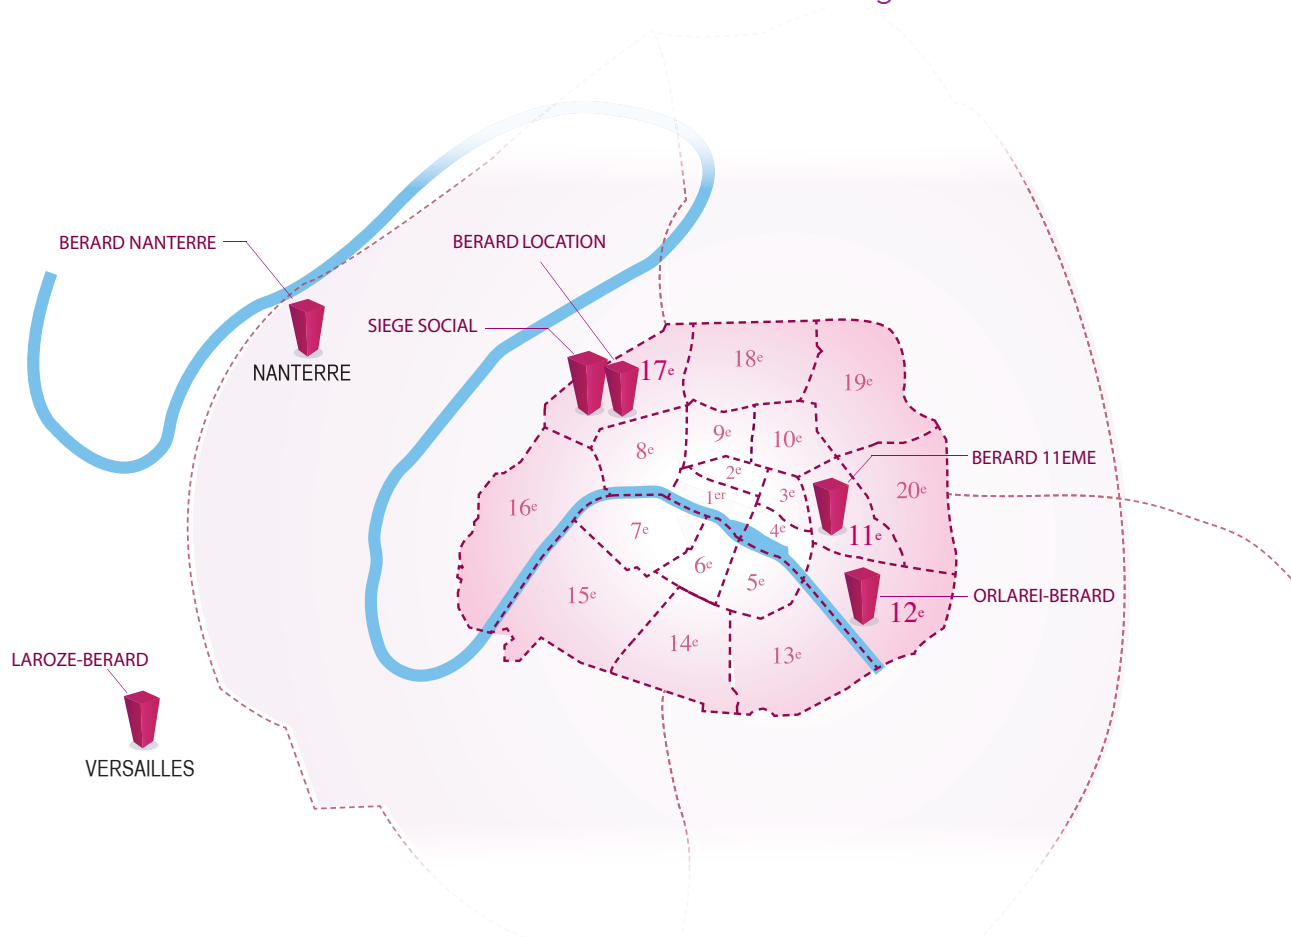 BERARD NANTERRE
BERARD LOCATION
SIEGE SOCIAL
NANTERRE
17e
18e
19e
8e
9e
10e
BERARD 11EME
2e
1er
3e
20e
16e
7e
4e
11e
6e
5e
15e
ORLAREI-BERARD
12e
14e
13e
LAROZE-BERARD
VERSAILLES